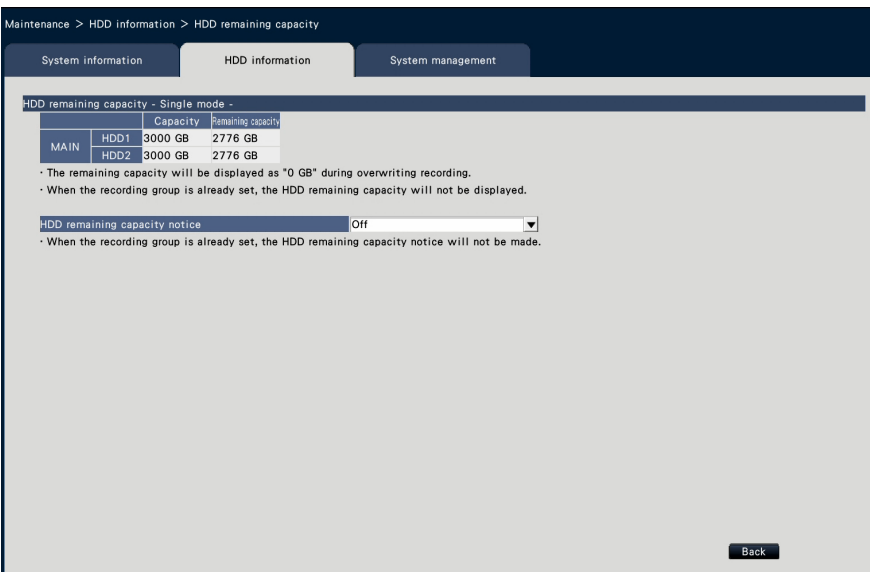 Maintenance > HDD information > HDD remaining capacity
System information HDD information System management
HDD remaining capacity - Single mode -
Capacity Remaining capacity
MAIN HDD1 3000 GB 2776 GB
HDD2 3000 GB 2776 GB
· The remaining capacity will be displayed as "0 GB" during overwriting recording.
· When the recording group is already set, the HDD remaining capacity will not be displayed.
HDD remaining capacity notice Off
· When the recording group is already set, the HDD remaining capacity notice will not be made.
Back